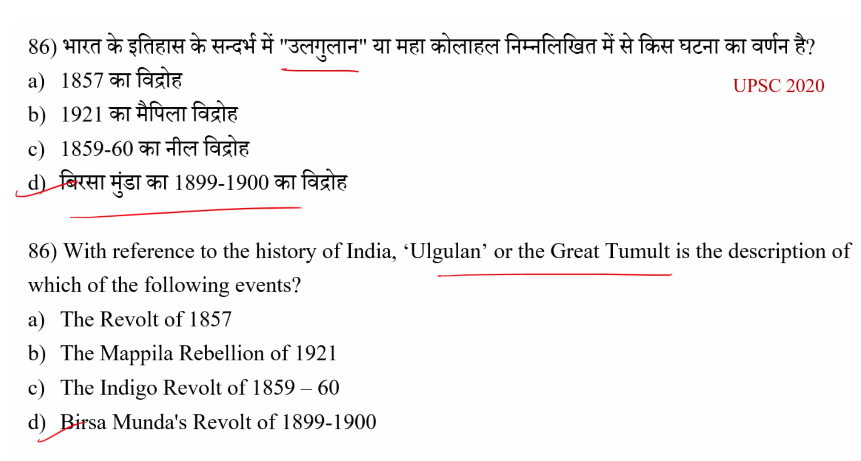 86) भारत के इतिहास के सन्दर्भ में "उलगुलान" या महा कोलाहल निम्नलिखित में से किस घटना का वर्णन है?
a) 1857 का विद्रोह
UPSC 2020
b) 1921 का मैपिला विद्रोह
c) 1859-60 का नील विद्रोह
d) बिरसा मुंडा का 1899-1900 का विद्रोह
86) With reference to the history of India, ‘Ulgulan’ or the Great Tumult is the description of
which of the following events?
a) The Revolt of 1857
b) The Mappila Rebellion of 1921
c) The Indigo Revolt of 1859 – 60
d) Birsa Munda's Revolt of 1899-1900